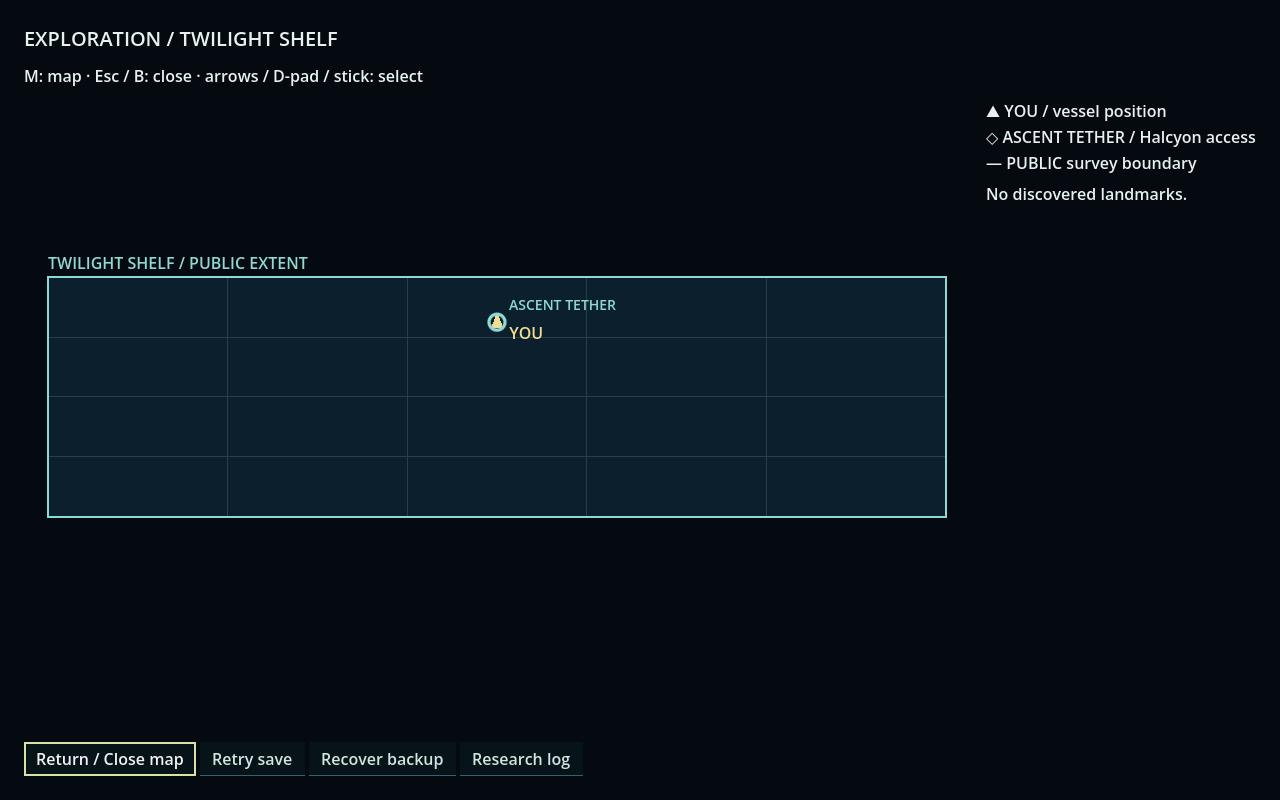 EXPLORATION / TWILIGHT SHELF
M: map · Esc / B: close · arrows / D-pad / stick: select
▲ YOU / vessel position
◇ ASCENT TETHER / Halcyon access
— PUBLIC survey boundary
No discovered landmarks.
TWILIGHT SHELF / PUBLIC EXTENT
ASCENT TETHER
YOU
Return / Close map
Retry save
Recover backup
Research log